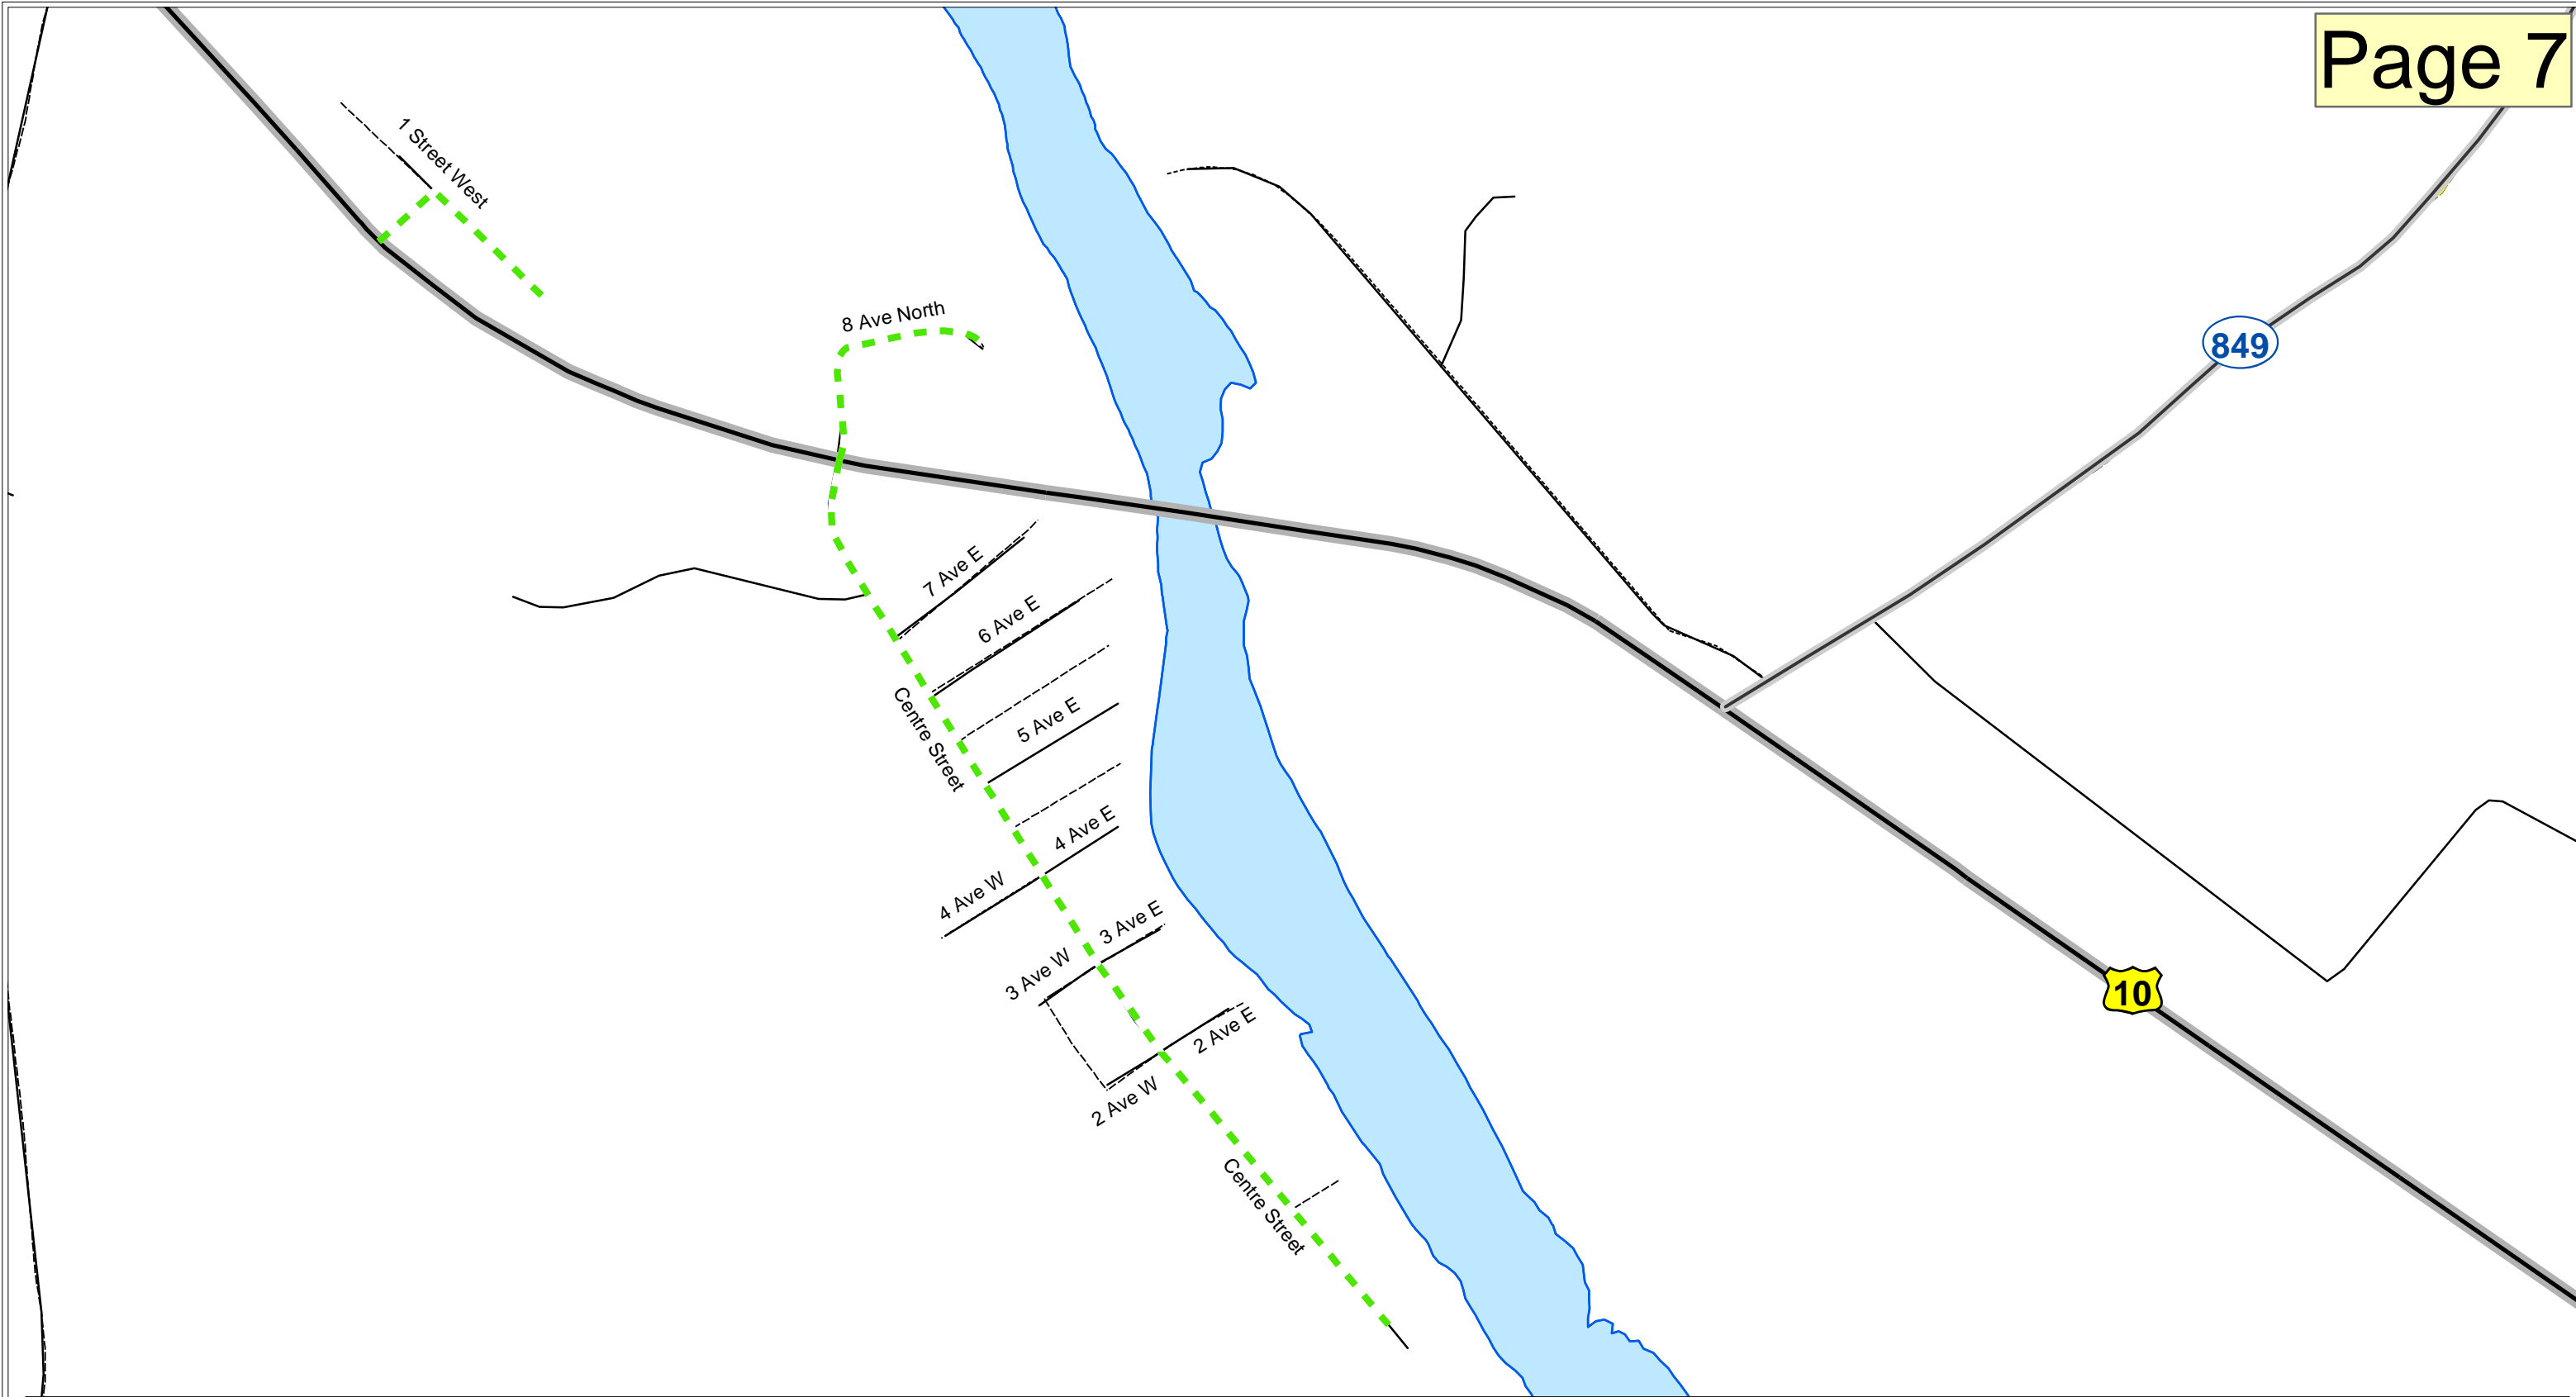 Page 7
1 Street West
8 Ave North
849
7 Ave E
6 Ave E
Centre Street
5 Ave E
4 Ave E
4 Ave W
3 Ave E
3 Ave W
10
2 Ave E
2 Ave W
Centre Street